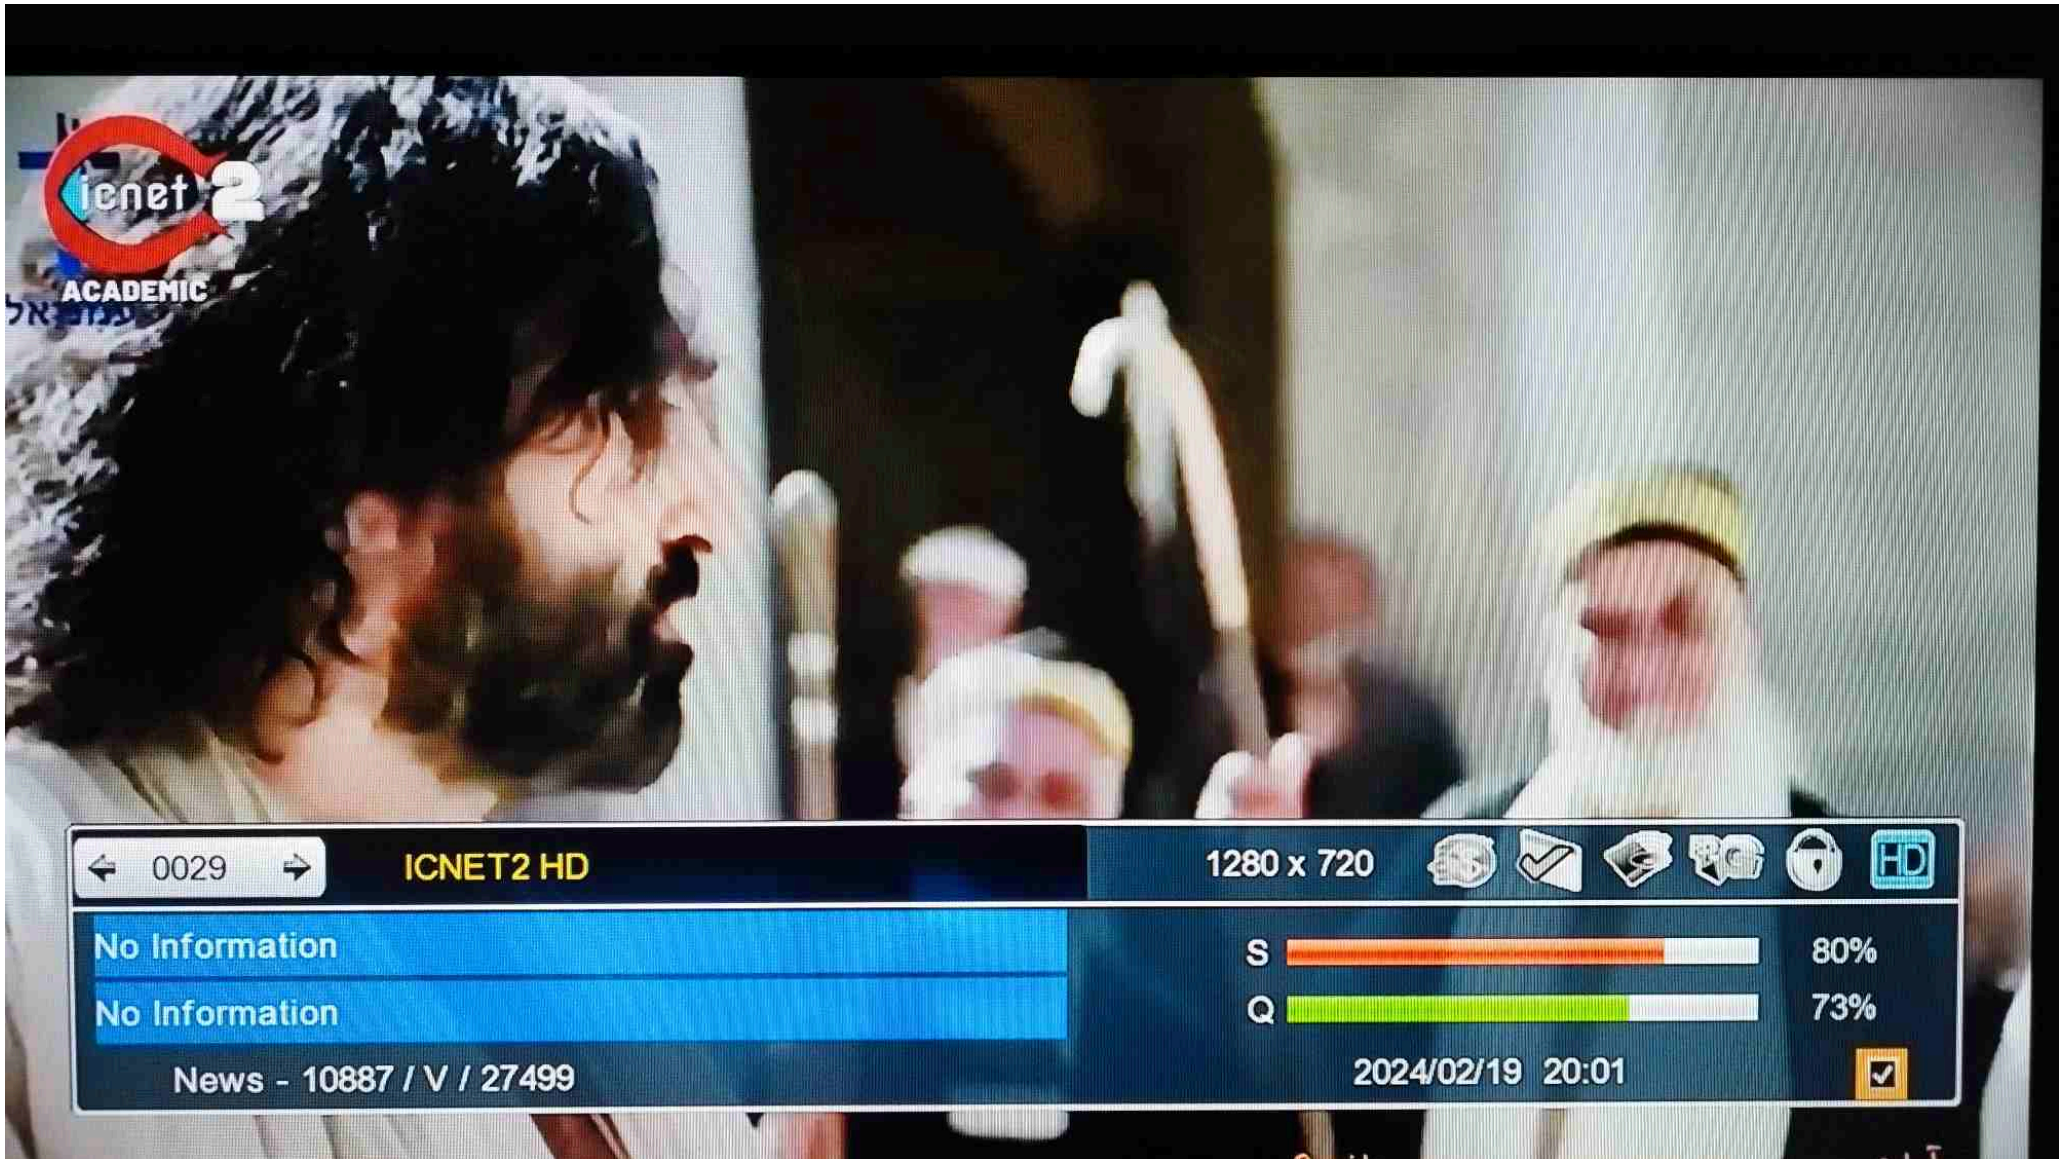 icnet 2
ACADEMIC
עמנואל
0029
ICNET2 HD
1280 x 720
HD
No Information
No Information
S
80%
Q
73%
News - 10887 / V / 27499
2024/02/19 20:01